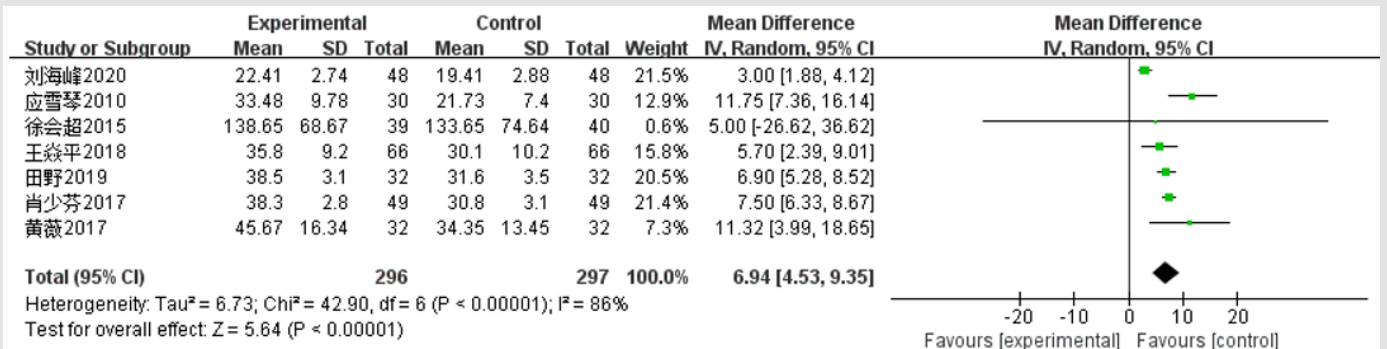 Experimental Control Mean Difference Mean Difference
Study or Subgroup Mean SD Total Mean SD Total Weight IV, Random, 95% CI IV, Random, 95% CI
刘海峰2020 22.41 2.74 48 19.41 2.88 48 21.5% 3.00 [1.88, 4.12]
应雪琴2010 33.48 9.78 30 21.73 7.4 30 12.9% 11.75 [7.36, 16.14]
徐会超2015 138.65 68.67 39 133.65 74.64 40 0.6% 5.00 [-26.62, 36.62]
王焱平2018 35.8 9.2 66 30.1 10.2 66 15.8% 5.70 [2.39, 9.01]
田野2019 38.5 3.1 32 31.6 3.5 32 20.5% 6.90 [5.28, 8.52]
肖少芬2017 38.3 2.8 49 30.8 3.1 49 21.4% 7.50 [6.33, 8.67]
黄薇2017 45.67 16.34 32 34.35 13.45 32 7.3% 11.32 [3.99, 18.65]
Total (95% CI) 296 297 100.0% 6.94 [4.53, 9.35]
Heterogeneity: Tau² = 6.73; Chi² = 42.90, df = 6 (P < 0.00001); I² = 86%
Test for overall effect: Z = 5.64 (P < 0.00001)
-20 -10 0 10 20
Favours [experimental] Favours [control]